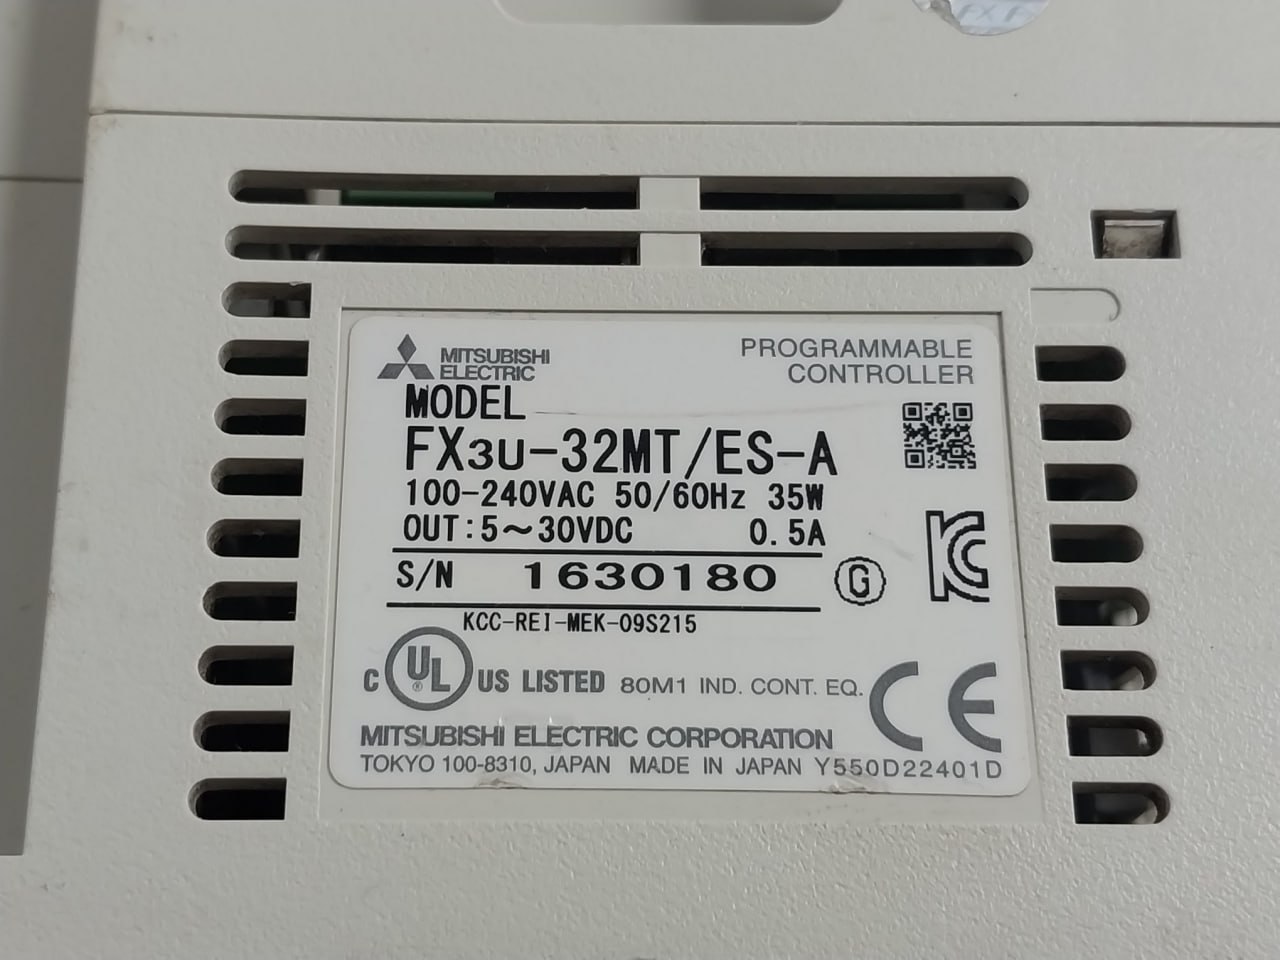 MITSUBISHI
ELECTRIC
PROGRAMMABLE
CONTROLLER
MODEL
FX3U-32MT/ES-A
100-240VAC 50/60Hz 35W
OUT:5～30VDC 0.5A
S/N 1630180
G
KC
KCC-REI-MEK-09S215
C UL® US LISTED 80M1 IND. CONT. EQ.
CE
MITSUBISHI ELECTRIC CORPORATION
TOKYO 100-8310, JAPAN MADE IN JAPAN Y550D22401D